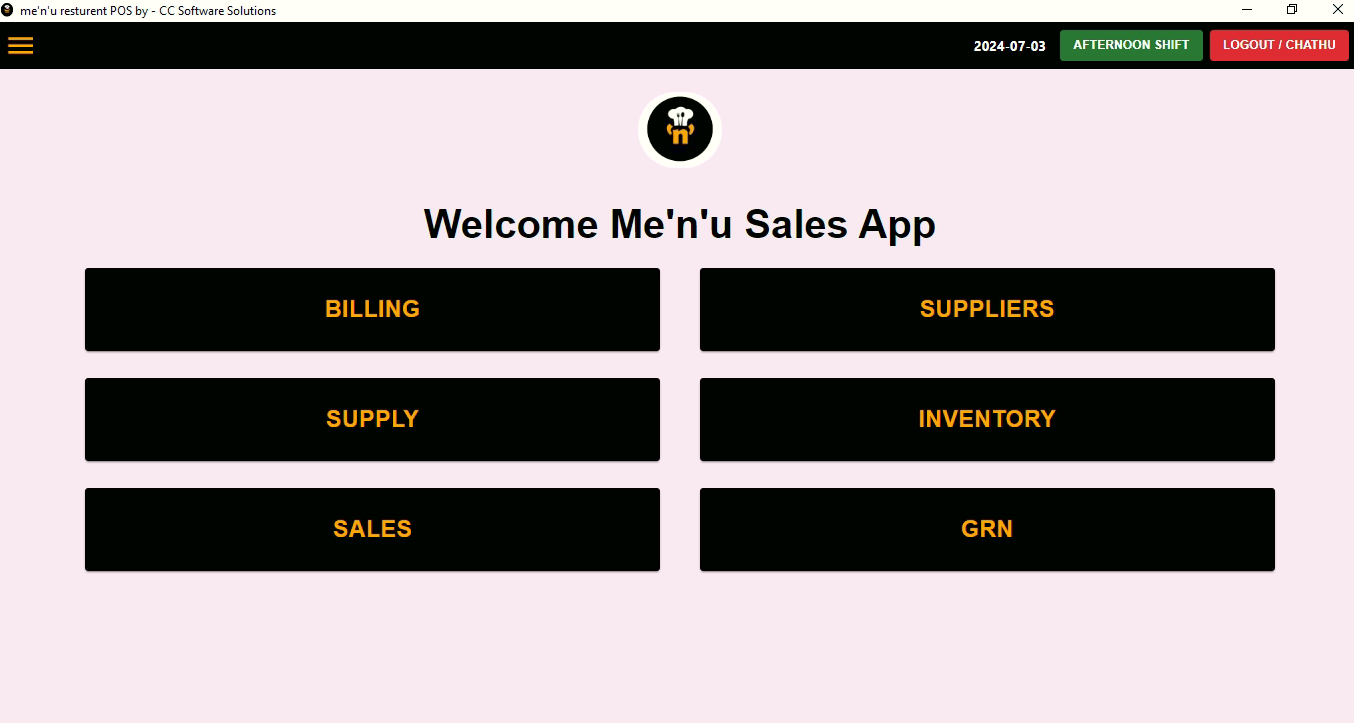 me'n'u resturent POS by - CC Software Solutions
2024-07-03 AFTERNOON SHIFT LOGOUT / CHATHU
n
Welcome Me'n'u Sales App
BILLING SUPPLIERS
SUPPLY INVENTORY
SALES GRN